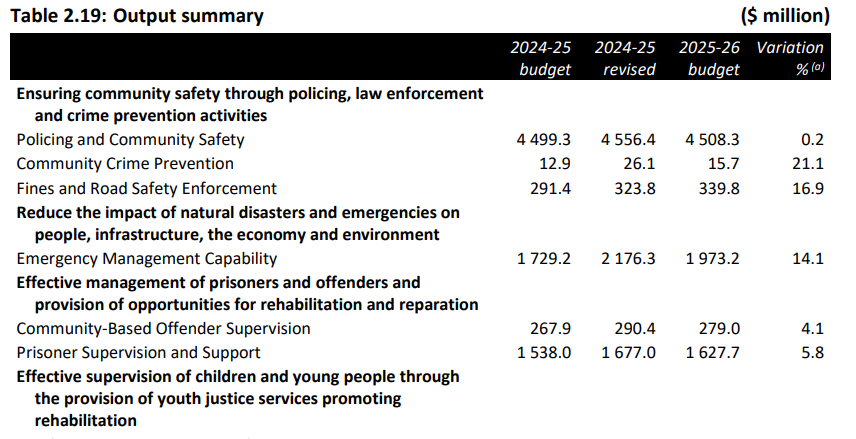 Table 2.19: Output summary ($ million)
2024-25 2024-25 2025-26 Variation
budget revised budget % (a)
Ensuring community safety through policing, law enforcement
and crime prevention activities
Policing and Community Safety 4 499.3 4 556.4 4 508.3 0.2
Community Crime Prevention 12.9 26.1 15.7 21.1
Fines and Road Safety Enforcement 291.4 323.8 339.8 16.9
Reduce the impact of natural disasters and emergencies on
people, infrastructure, the economy and environment
Emergency Management Capability 1 729.2 2 176.3 1 973.2 14.1
Effective management of prisoners and offenders and
provision of opportunities for rehabilitation and reparation
Community-Based Offender Supervision 267.9 290.4 279.0 4.1
Prisoner Supervision and Support 1 538.0 1 677.0 1 627.7 5.8
Effective supervision of children and young people through
the provision of youth justice services promoting
rehabilitation